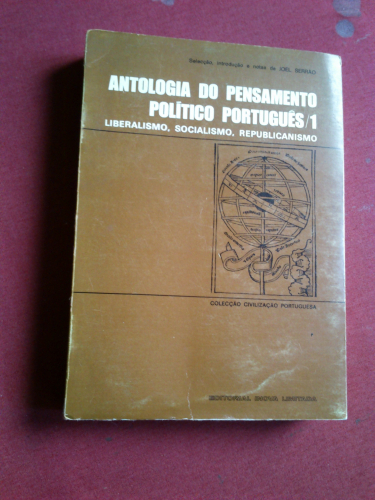 Selecção, introdução e notas de JOEL SERRÃO
ANTOLOGIA DO PENSAMENTO
POLÍTICO PORTUGUÊS/1
LIBERALISMO, SOCIALISMO, REPUBLICANISMO
COLECÇÃO CIVILIZAÇÃO PORTUGUESA
EDITORIAL INOVA LIMITADA